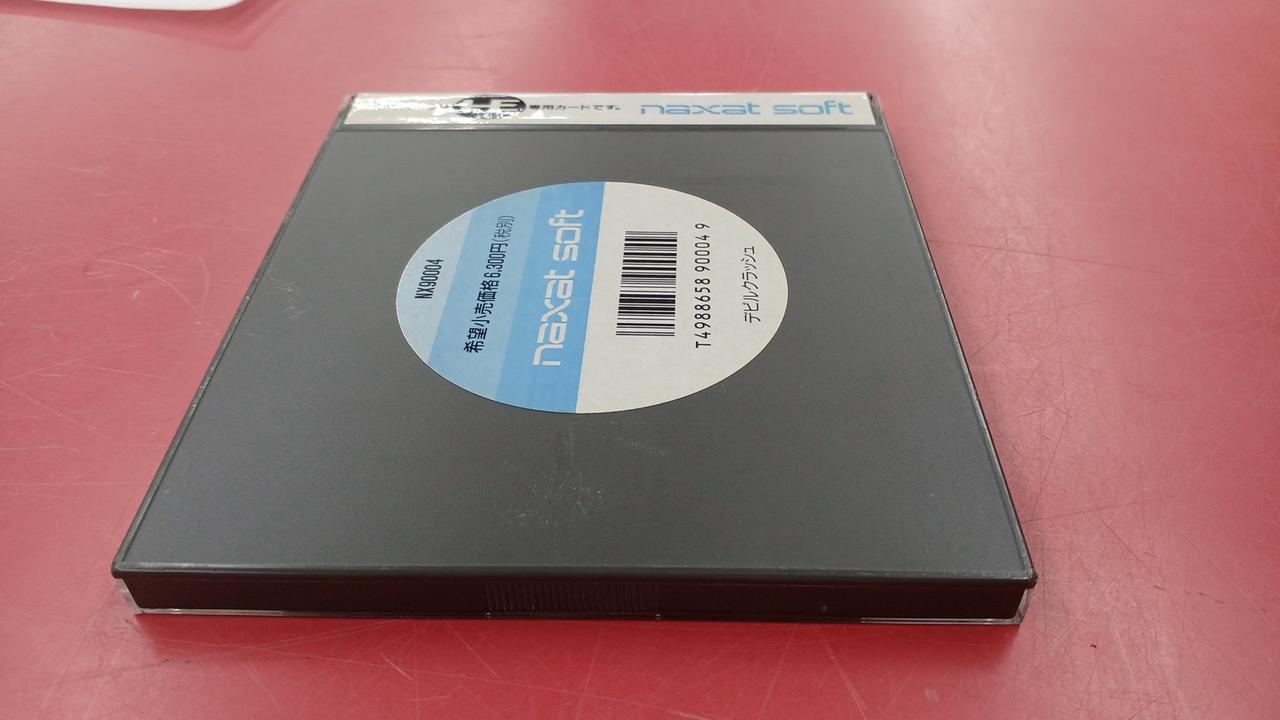 専用カードです。 naxat soft
NX90004
希望小売価格6,300円(税別)
naxat soft
T4988658 90004 9
デビルクラッシュ